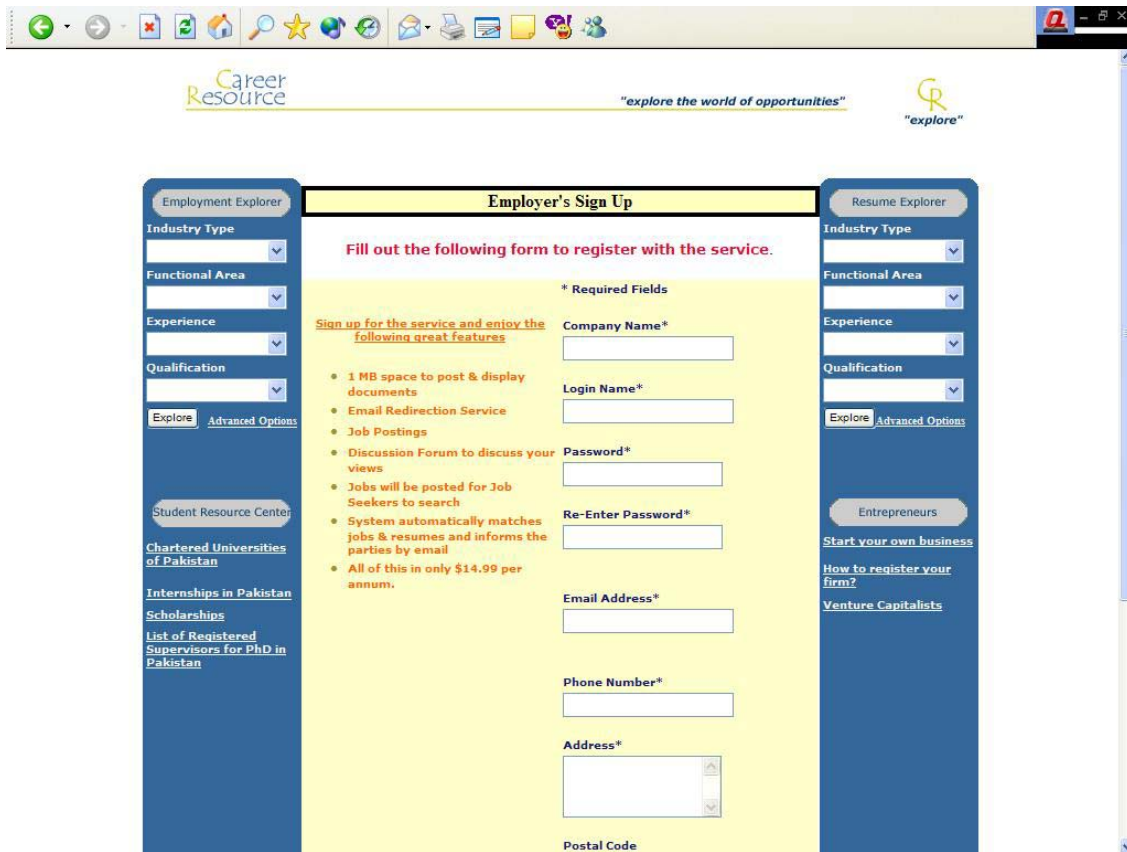 Career
Resource
"explore the world of opportunities"
CR
"explore"
Employment Explorer
Industry Type
Functional Area
Experience
Qualification
Explore
Advanced Options
Student Resource Center
Chartered Universities
of Pakistan
Internships in Pakistan
Scholarships
List of Registered
Supervisors for PhD in
Pakistan
Employer's Sign Up
Fill out the following form to register with the service.
Sign up for the service and enjoy the
following great features
• 1 MB space to post & display
documents
• Email Redirection Service
• Job Postings
• Discussion Forum to discuss your
views
• Jobs will be posted for Job
Seekers to search
• System automatically matches
jobs & resumes and informs the
parties by email
• All of this in only $14.99 per
annum.
* Required Fields
Company Name*
Login Name*
Password*
Re-Enter Password*
Email Address*
Phone Number*
Address*
Postal Code
Resume Explorer
Industry Type
Functional Area
Experience
Qualification
Explore
Advanced Options
Entrepreneurs
Start your own business
How to register your
firm?
Venture Capitalists